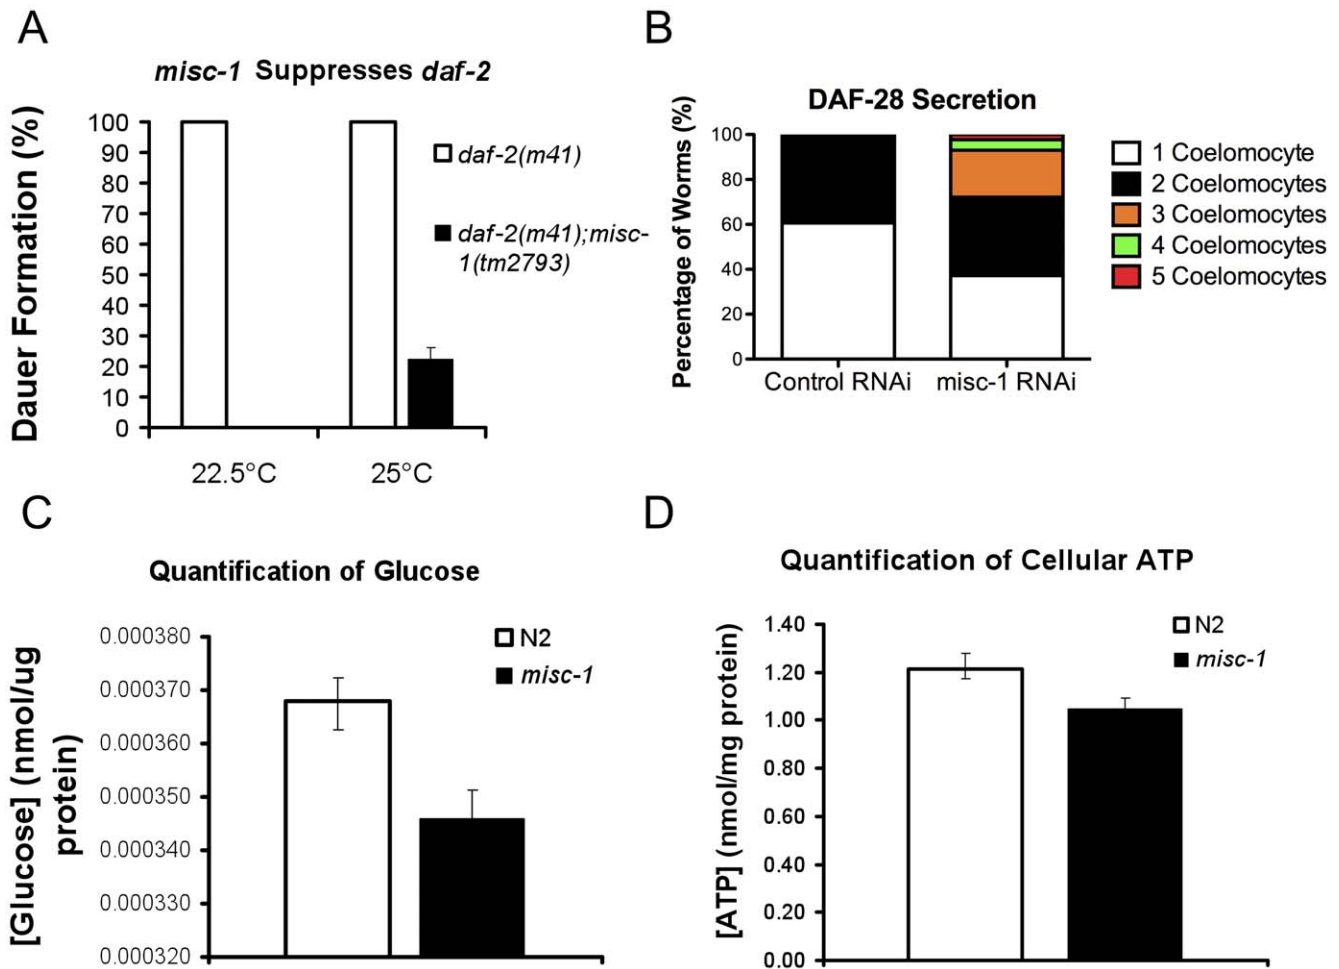 A
misc-1 Suppresses daf-2
Dauer Formation (%)
100
90
80
70
60
50
40
30
20
10
0
22.5°C
25°C
daf-2(m41)
daf-2(m41);misc-
1(tm2793)
B
DAF-28 Secretion
Percentage of Worms (%)
100
80
60
40
20
0
Control RNAi
misc-1 RNAi
1 Coelomocyte
2 Coelomocytes
3 Coelomocytes
4 Coelomocytes
5 Coelomocytes
C
Quantification of Glucose
[Glucose] (nmol/ug
protein)
0.000380
0.000370
0.000360
0.000350
0.000340
0.000330
0.000320
N2
misc-1
D
Quantification of Cellular ATP
[ATP] (nmol/mg protein)
1.40
1.20
1.00
0.80
0.60
0.40
0.20
0.00
N2
misc-1